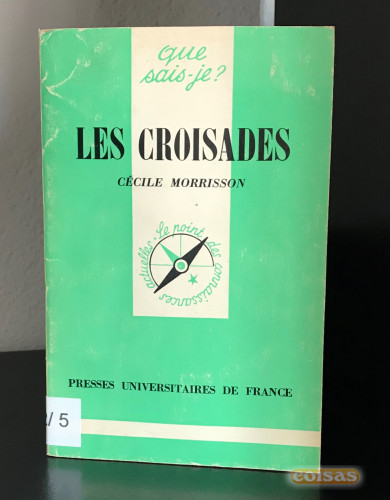 que
sais-je?
LES CROISADES
CÉCILE MORRISSON
le point des connaissances actuelles
PRESSES UNIVERSITAIRES DE FRANCE
/ 5
coisas